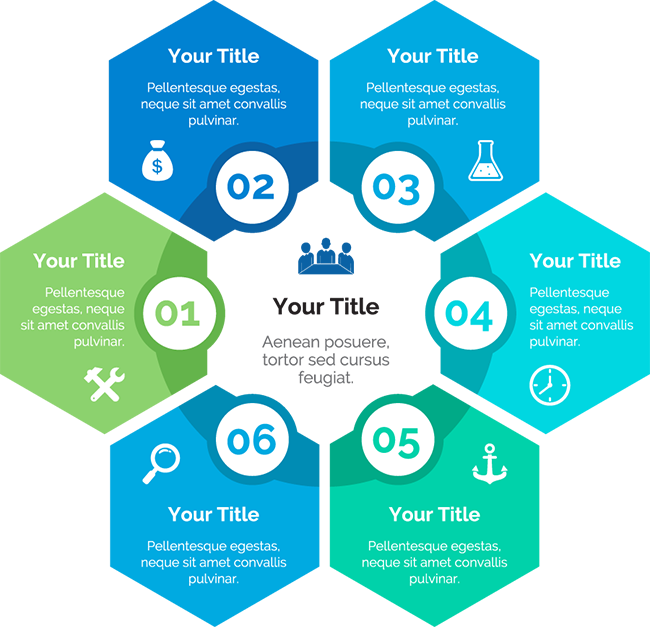 Your Title
Pellentesque egestas,
neque sit amet convallis
pulvinar.
$
02
Your Title
Pellentesque egestas,
neque sit amet convallis
pulvinar.
03
Your Title
Pellentesque
egestas, neque
sit amet convallis
pulvinar.
01
Your Title
Aenean posuere,
tortor sed cursus
feugiat.
Your Title
Pellentesque
egestas, neque
sit amet convallis
pulvinar.
04
06
Your Title
Pellentesque egestas,
neque sit amet convallis
pulvinar.
05
Your Title
Pellentesque egestas,
neque sit amet convallis
pulvinar.